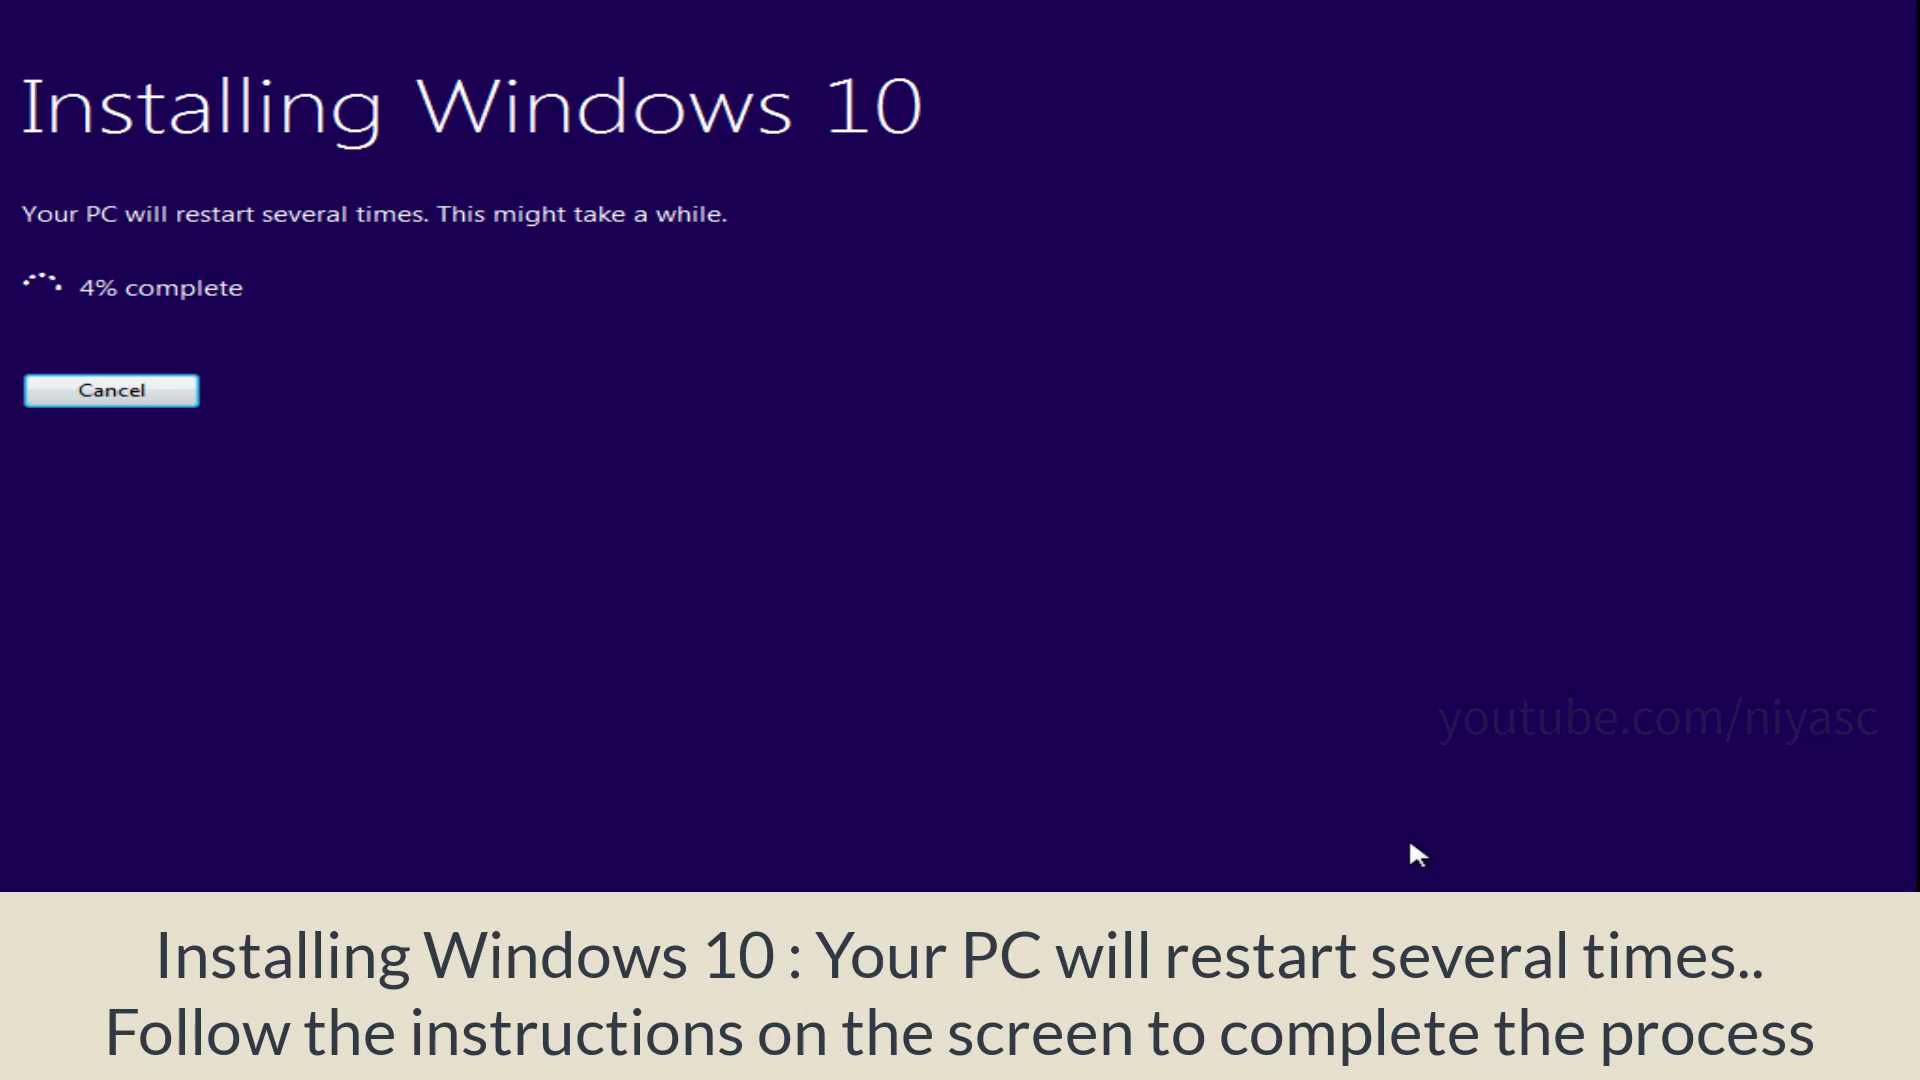 Installing Windows 10
Your PC will restart several times. This might take a while.
4% complete
Cancel
youtube.com/niyasc
Installing Windows 10 : Your PC will restart several times..
Follow the instructions on the screen to complete the process